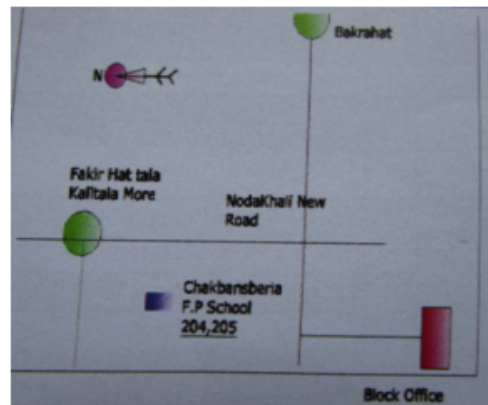 Bakrahat
N
Fakir Hat tala
Kalitala More
NodaKhali New
Road
Chakbansberia
F.P School
204,205
Block Office